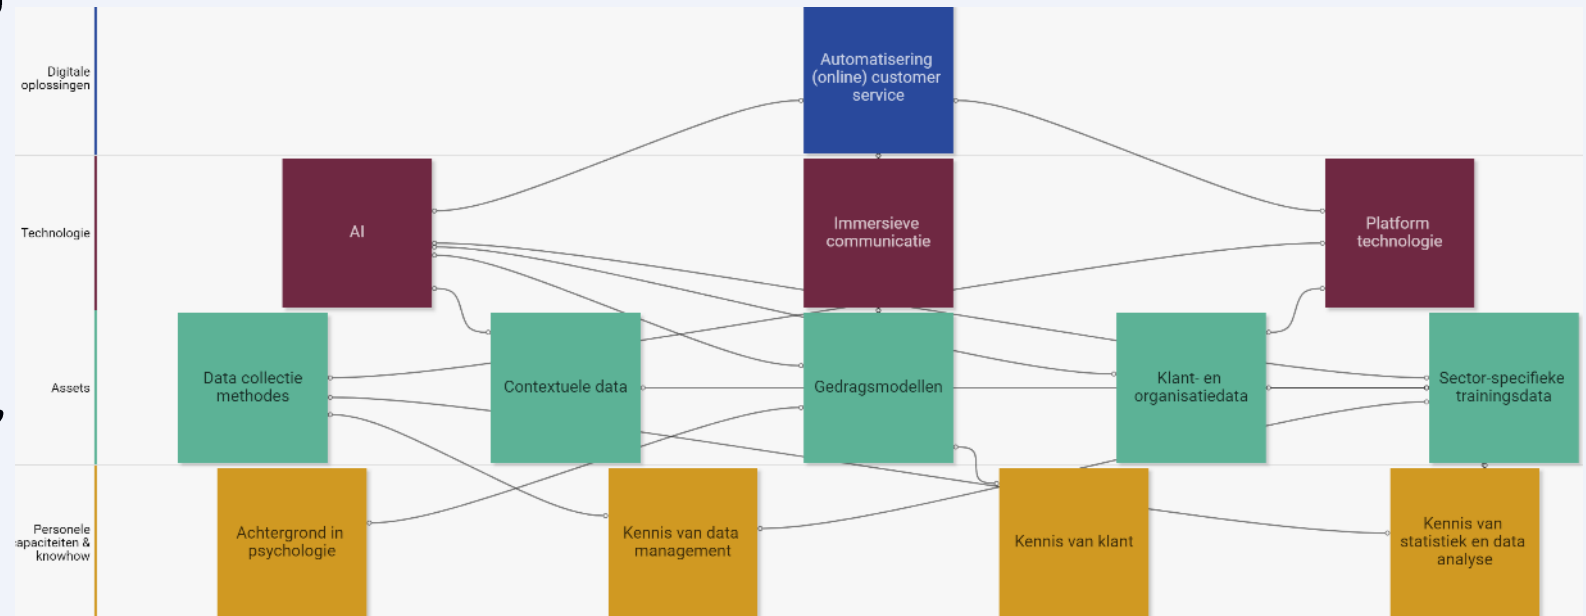 Digitale
oplossingen
Automatisering
(online) customer
service
Technologie
AI
Immersieve
communicatie
Platform
technologie
Assets
Data collectie
methodes
Contextuele data
Gedragsmodellen
Klant- en
organisatiedata
Sector-specifieke
trainingsdata
Personele
apaciteiten &
knowhow
Achtergrond in
psychologie
Kennis van data
management
Kennis van klant
Kennis van
statistiek en data
analyse